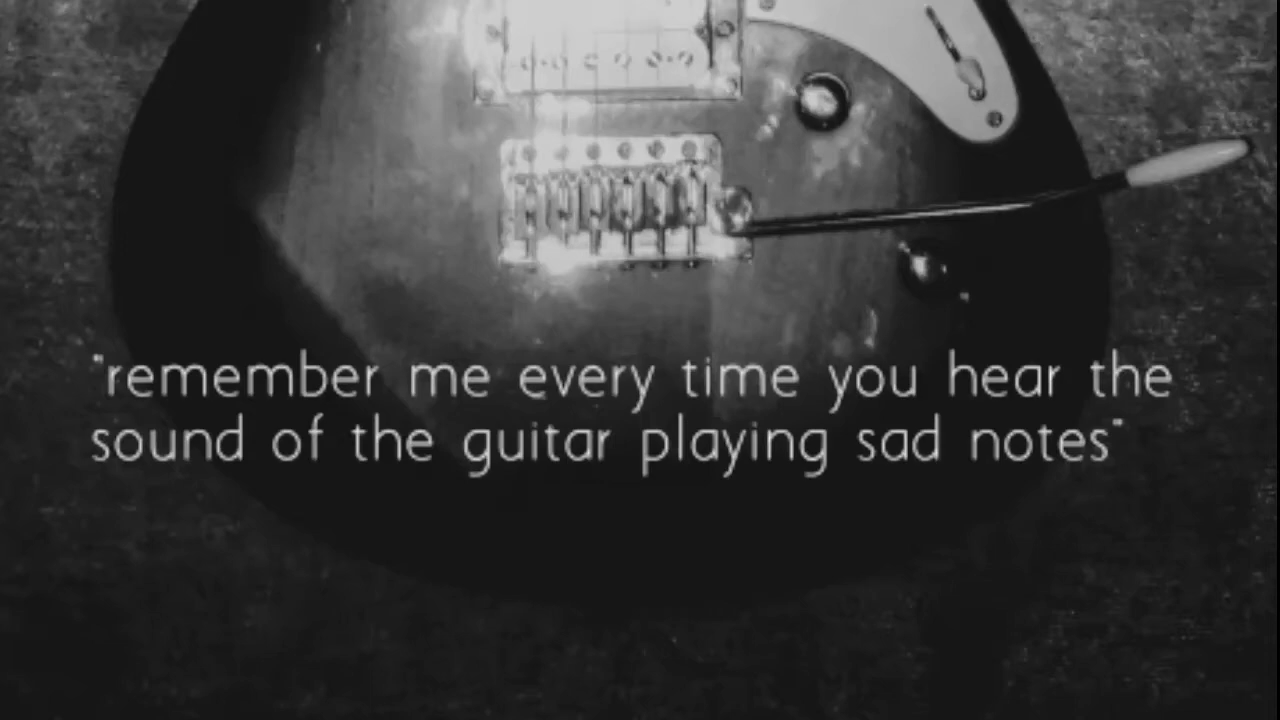 "remember me every time you hear the
sound of the guitar playing sad notes"